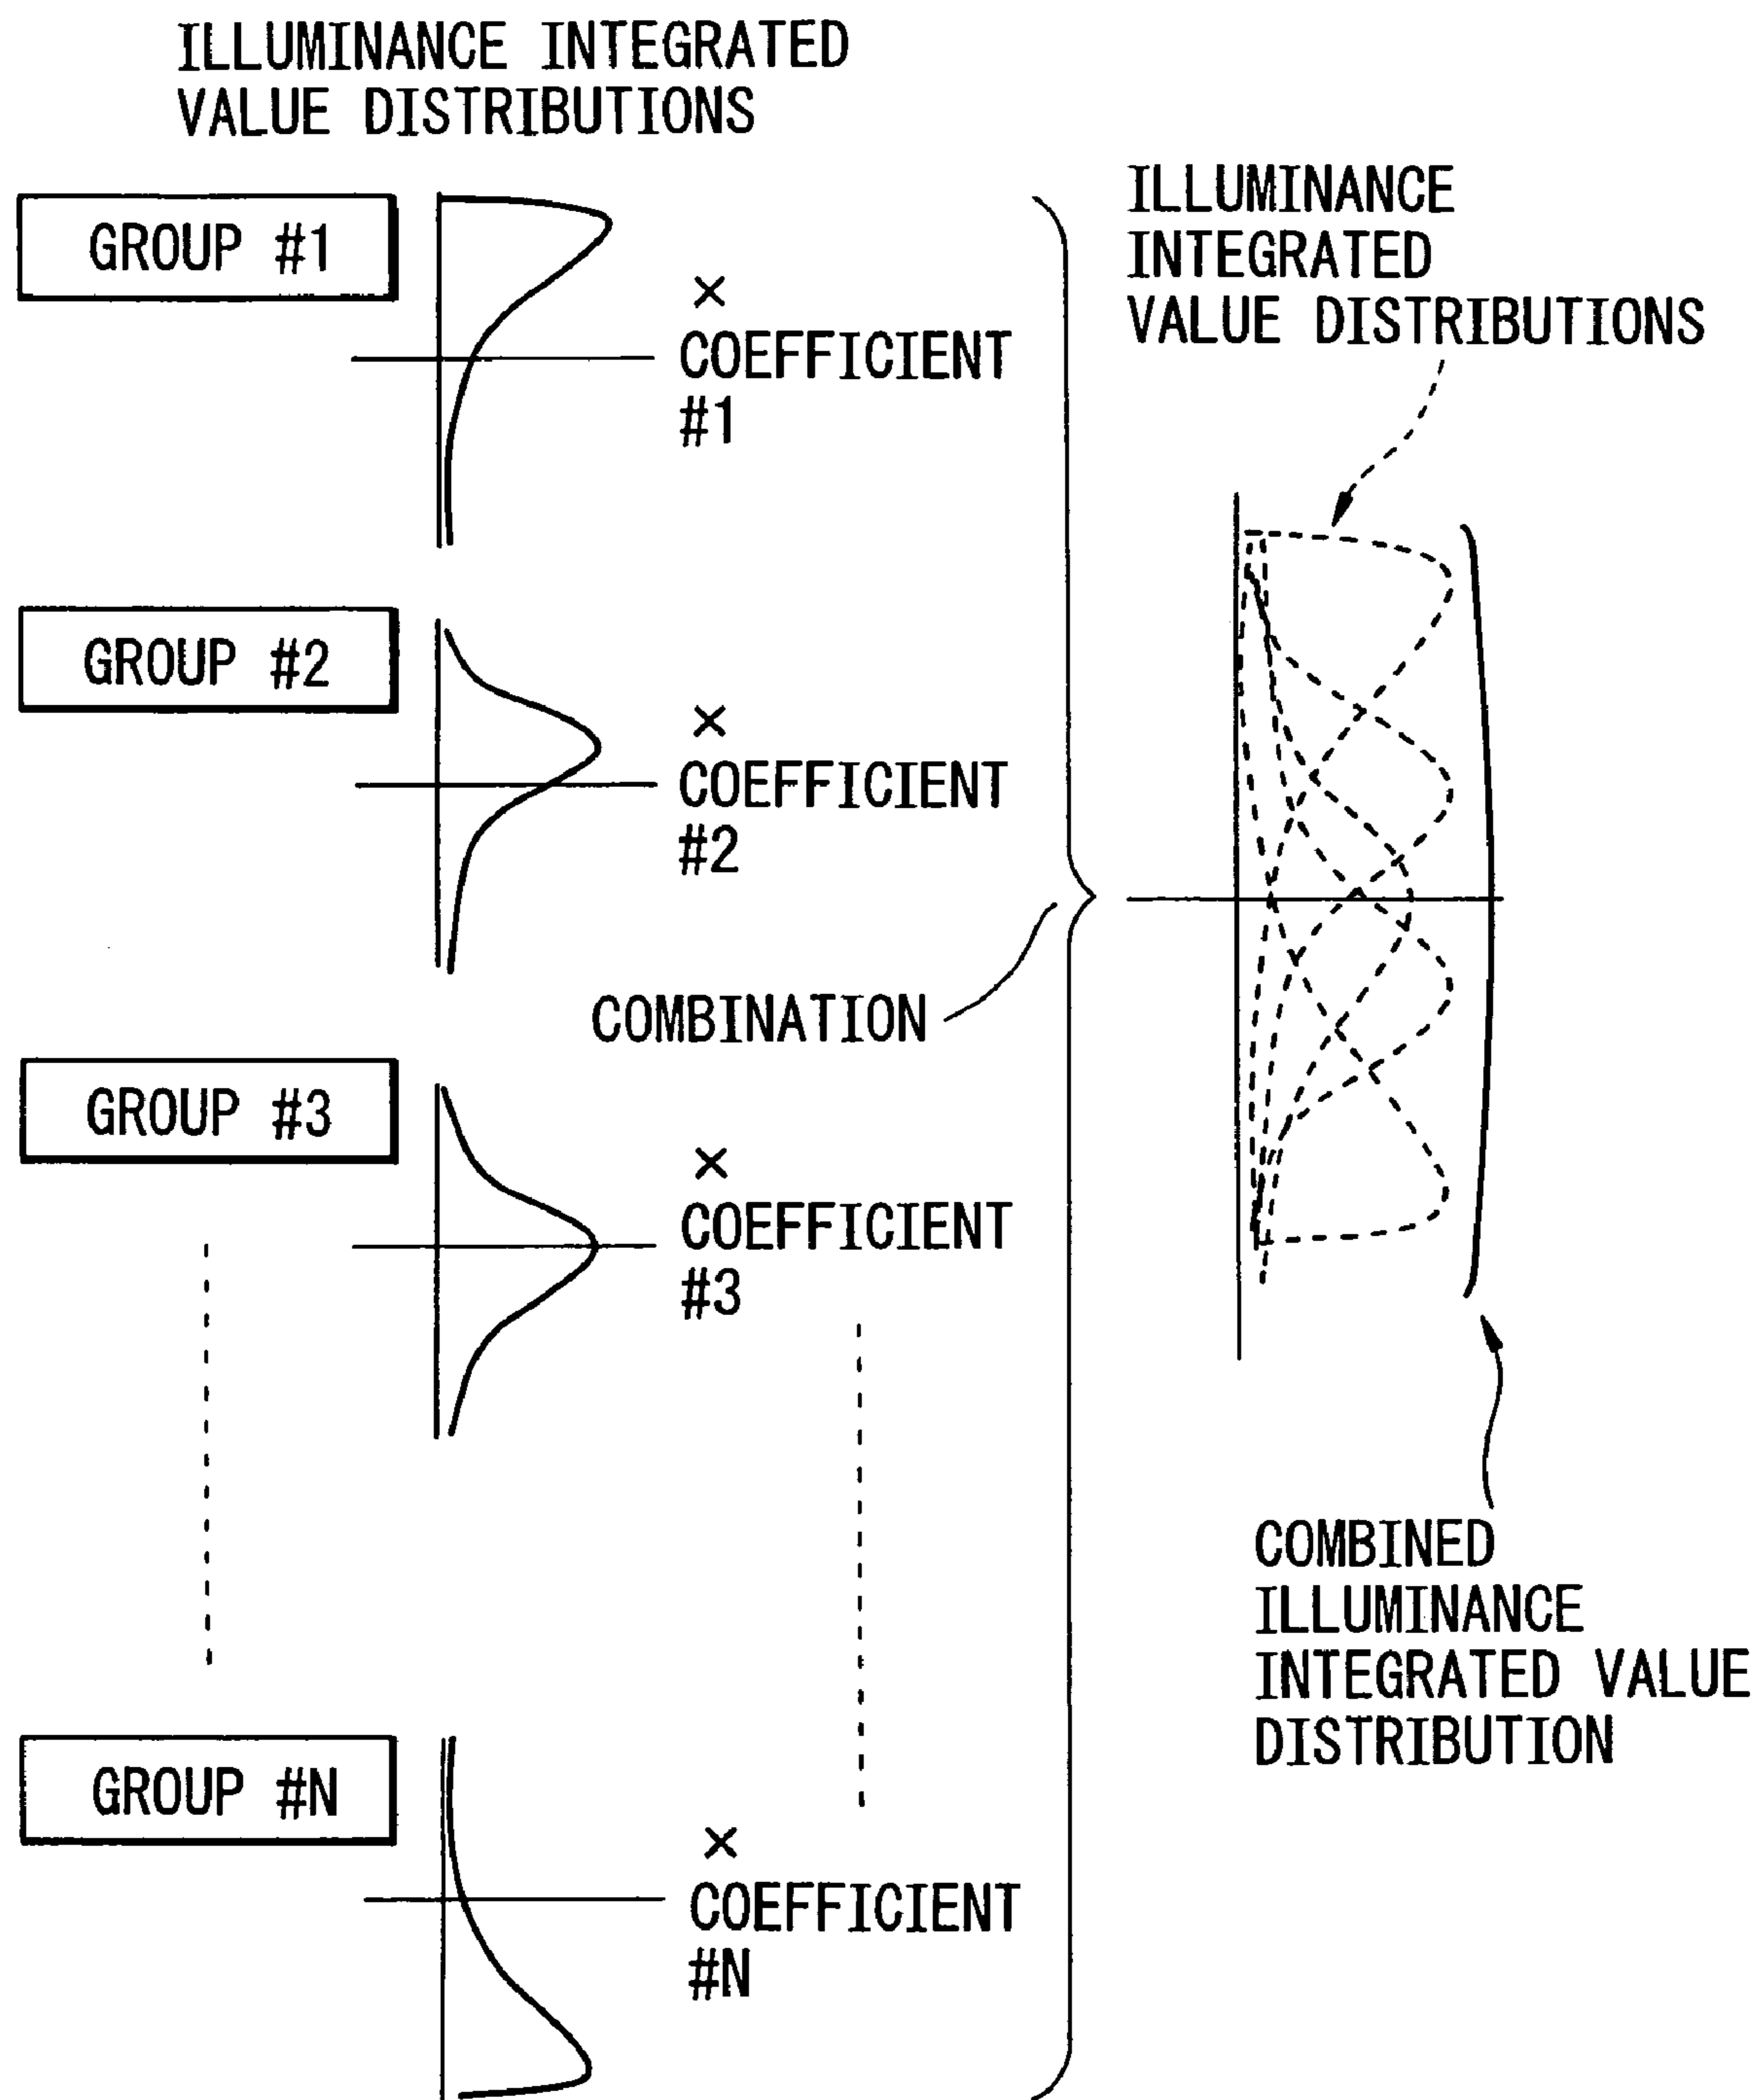 ILLUMINANCE INTEGRATED
VALUE DISTRIBUTIONS
GROUP #1
×
COEFFICIENT
#1
GROUP #2
×
COEFFICIENT
#2
COMBINATION
GROUP #3
×
COEFFICIENT
#3
GROUP #N
×
COEFFICIENT
#N
ILLUMINANCE
INTEGRATED
VALUE DISTRIBUTIONS
COMBINED
ILLUMINANCE
INTEGRATED VALUE
DISTRIBUTION